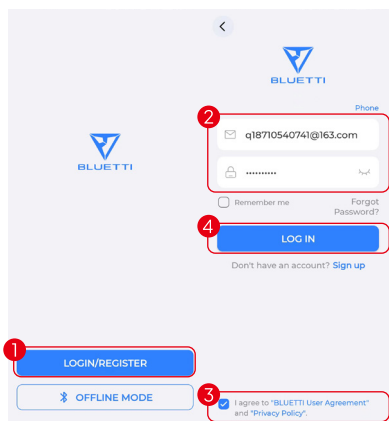 BLUETTI
1
LOGIN/REGISTER
OFFLINE MODE
BLUETTI
Phone
2
q18710540741@163.com
Remember me
Forgot
Password?
4
LOG IN
Don't have an account? Sign up
3
I agree to "BLUETTI User Agreement"
and "Privacy Policy".